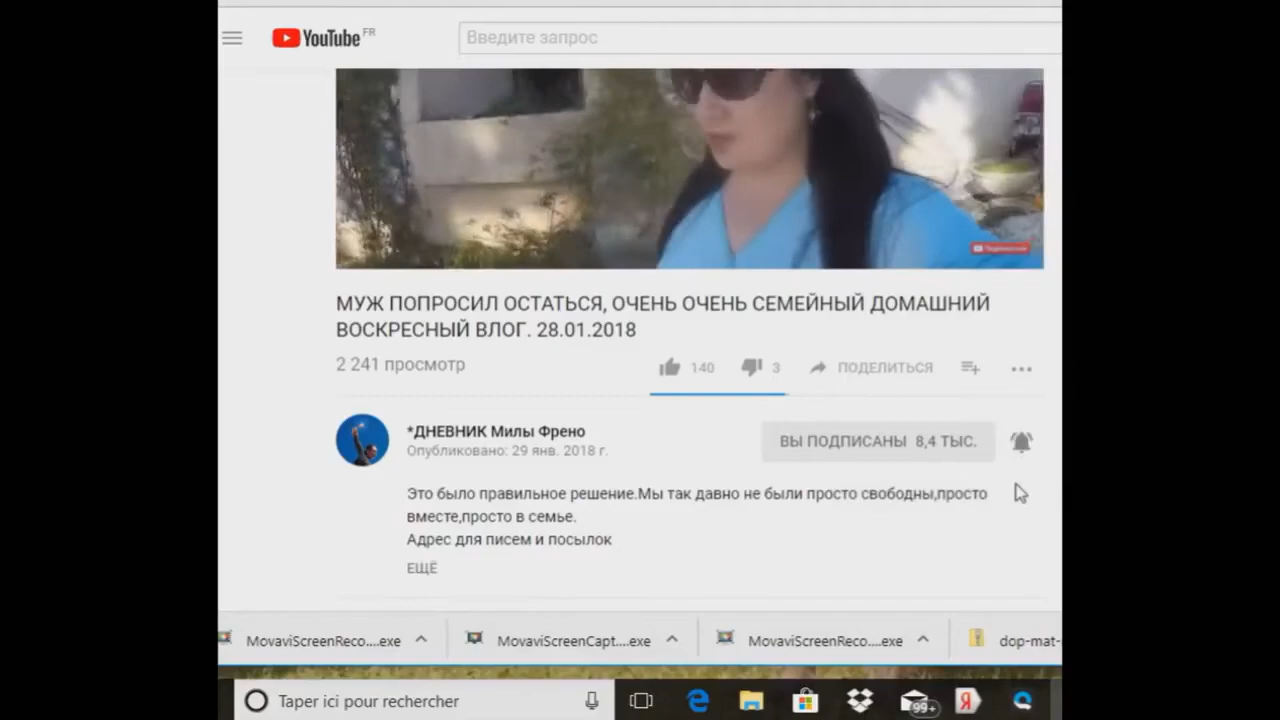 YouTube FR
Введите запрос
МУЖ ПОПРОСИЛ ОСТАТЬСЯ, ОЧЕНЬ ОЧЕНЬ СЕМЕЙНЫЙ ДОМАШНИЙ
ВОСКРЕСНЫЙ ВЛОГ. 28.01.2018
2 241 просмотр
140
3
ПОДЕЛИТЬСЯ
*ДНЕВНИК Милы Френо
ВЫ ПОДПИСАНЫ 8,4 ТЫС.
Опубликовано: 29 янв. 2018 г.
Это было правильное решение.Мы так давно не были просто свободны,просто
вместе,просто в семье.
Адрес для писем и посылок
ЕЩЁ
MovaviScreenReco....exe
MovaviScreenCapt....exe
MovaviScreenReco....exe
dop-mat-
Taper ici pour rechercher
99+
Я